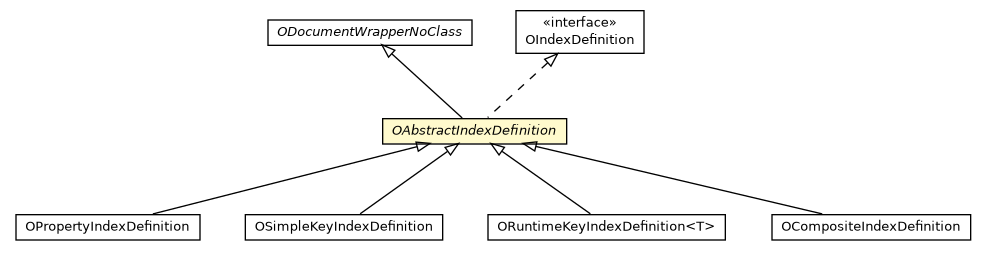 ODocumentWrapperNoClass
«interface»
OIndexDefinition
OAbstractIndexDefinition
OPropertyIndexDefinition
OSimpleKeyIndexDefinition
ORuntimeKeyIndexDefinition<T>
OCompositeIndexDefinition